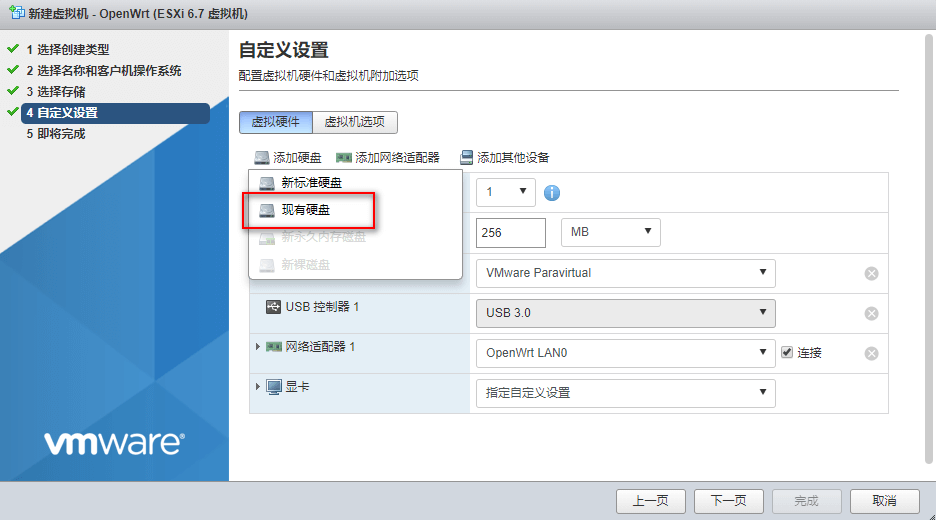 新建虚拟机 - OpenWrt (ESXi 6.7 虚拟机)
1 选择创建类型
2 选择名称和客户机操作系统
3 选择存储
4 自定义设置
5 即将完成
vmware®
自定义设置
配置虚拟机硬件和虚拟机附加选项
虚拟硬件 虚拟机选项
添加硬盘 添加网络适配器 添加其他设备
新标准硬盘
现有硬盘
新永久内存磁盘
新裸磁盘
1
256 MB
VMware Paravirtual
USB 控制器 1 USB 3.0
网络适配器 1 OpenWrt LAN0 连接
显卡 指定自定义设置
上一页 下一页 完成 取消